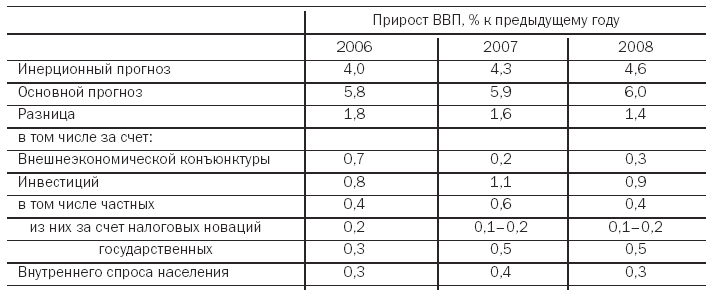 Прирост ВВП, % к предыдущему году
2006 2007 2008
Инерционный прогноз 4,0 4,3 4,6
Основной прогноз 5,8 5,9 6,0
Разница 1,8 1,6 1,4
в том числе за счет:
Внешнеэкономической конъюнктуры 0,7 0,2 0,3
Инвестиций 0,8 1,1 0,9
в том числе частных 0,4 0,6 0,4
из них за счет налоговых новаций 0,2 0,1–0,2 0,1–0,2
государственных 0,3 0,5 0,5
Внутреннего спроса населения 0,3 0,4 0,3